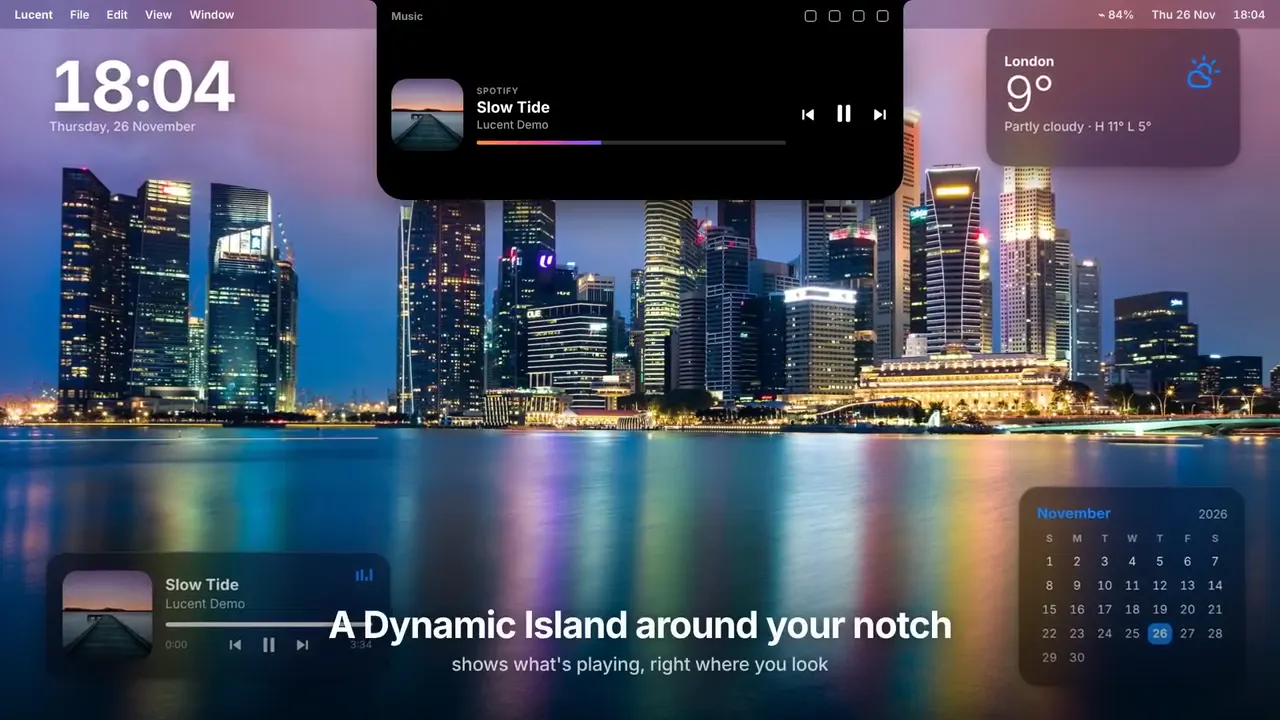 Lucent File Edit View Window
Music
84% Thu 26 Nov 18:04
18:04
Thursday, 26 November
SPOTIFY
Slow Tide
Lucent Demo
London
9°
Partly cloudy · H 11° L 5°
OUE
November 2026
S M T W T F S
1 2 3 4 5 6 7
8 9 10 11 12 13 14
15 16 17 18 19 20 21
22 23 24 25 26 27 28
29 30
Slow Tide
Lucent Demo
0:00 3:34
A Dynamic Island around your notch
shows what's playing, right where you look